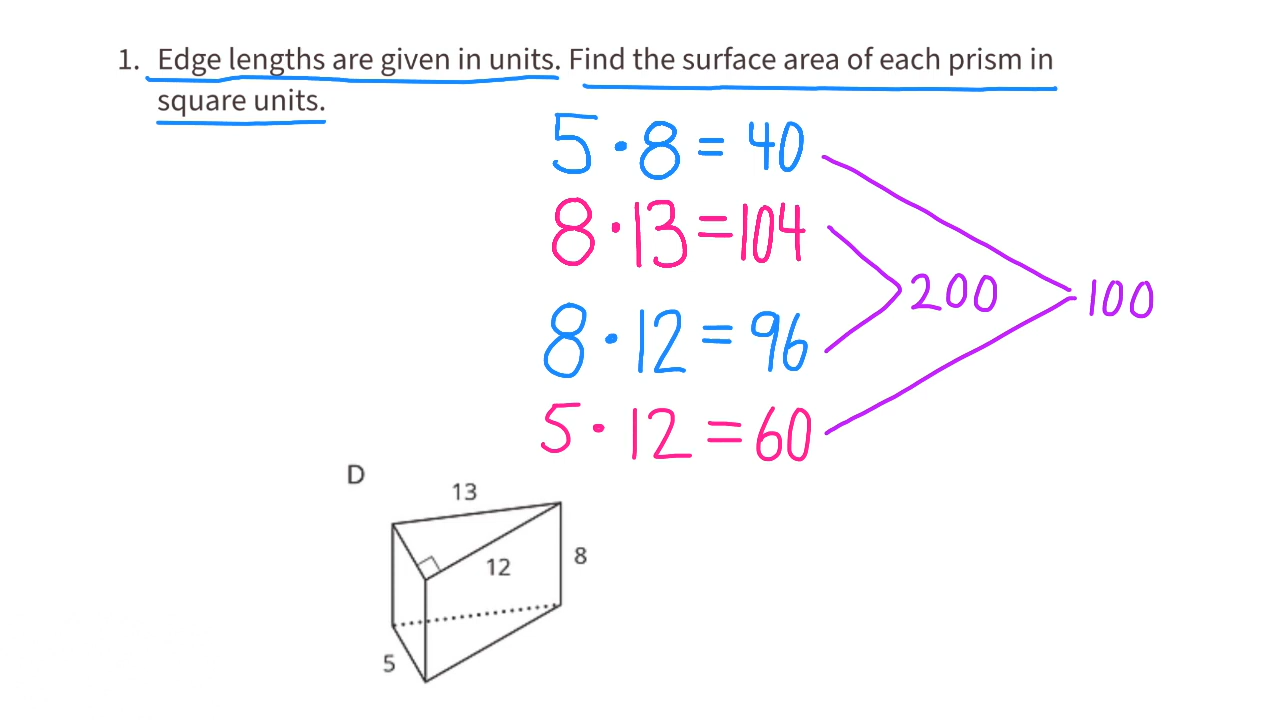 1. Edge lengths are given in units. Find the surface area of each prism in
square units.
5 · 8 = 40
8 · 13 = 104
200
100
8 · 12 = 96
5 · 12 = 60
D
13
12
8
5